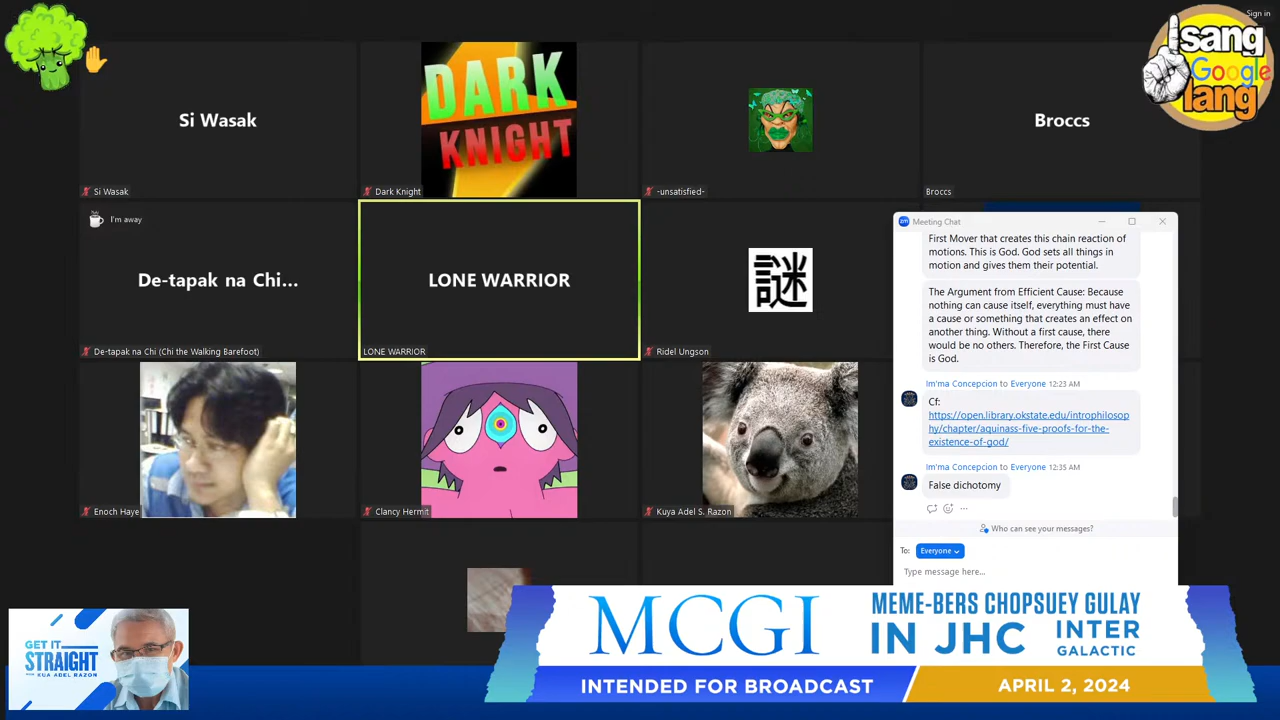 Sign in
Isang
Google
lang
Si Wasak
Si Wasak
DARK
KNIGHT
Dark Knight
-unsatisfied-
Broccs
Broccs
I'm away
De-tapak na Chi...
De-tapak na Chi (Chi the Walking Barefoot)
LONE WARRIOR
LONE WARRIOR
謎
Ridel Ungson
Enoch Haye
Clancy Hermit
Kuya Adel S. Razon
zm Meeting Chat
First Mover that creates this chain reaction of
motions. This is God. God sets all things in
motion and gives them their potential.
The Argument from Efficient Cause: Because
nothing can cause itself, everything must have
a cause or something that creates an effect on
another thing. Without a first cause, there
would be no others. Therefore, the First Cause
is God.
Im'ma Concepcion to Everyone 12:23 AM
Cf:
https://open.library.okstate.edu/introphilosop
hy/chapter/aquinass-five-proofs-for-the-
existence-of-god/
Im'ma Concepcion to Everyone 12:35 AM
False dichotomy
Who can see your messages?
To: Everyone
Type message here...
GET IT
STRAIGHT
WITH KUYA ADEL RAZON
MCGI
MEME-BERS CHOPSUEY GULAY
IN JHC
INTER
GALACTIC
INTENDED FOR BROADCAST
APRIL 2, 2024